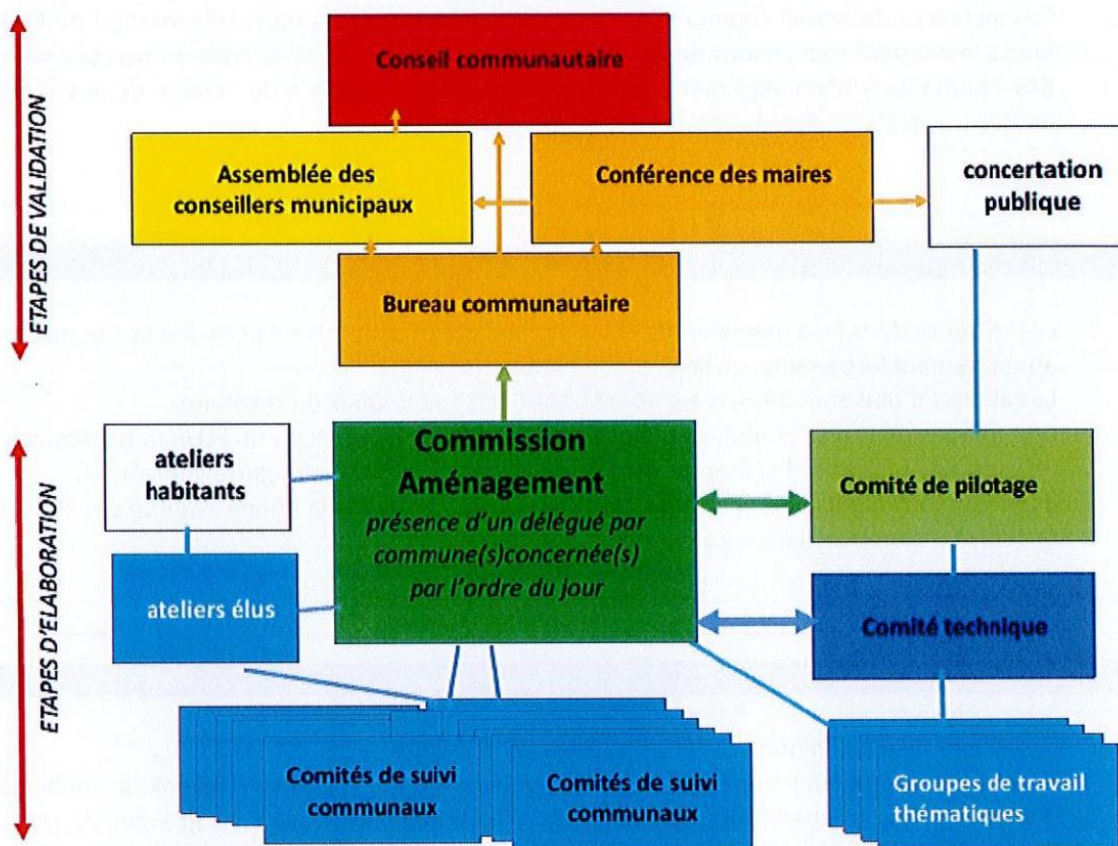 ETAPES DE VALIDATION
Conseil communautaire
Assemblée des
conseillers municipaux
Conférence des maires
concertation
publique
Bureau communautaire
ETAPES D'ELABORATION
ateliers
habitants
Commission
Aménagement
présence d'un délégué par
commune(s)concernée(s)
par l'ordre du jour
Comité de pilotage
ateliers élus
Comité technique
Comités de suivi
communaux
Comités de suivi
communaux
Groupes de travail
thématiques